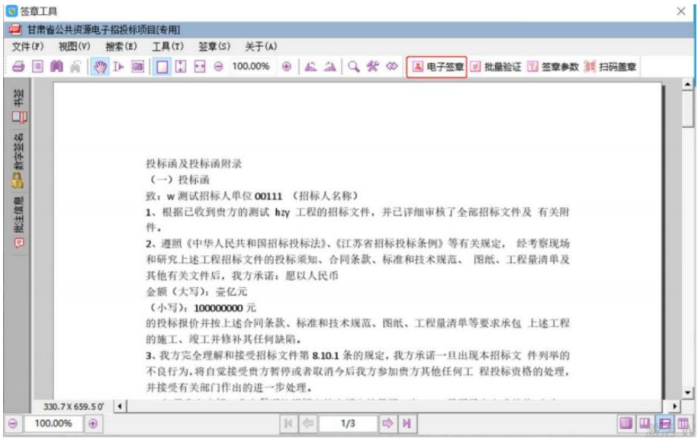 签章工具
甘肃省公共资源电子招投标项目[专用]
文件(F) 视图(V) 搜索(E) 工具(T) 签章(S) 关于(A)
100.00% 电子签章 批量验证 签章参数 扫码盖章
书签
数字签名
批注信息
投标函及投标函附录
（一）投标函
致：w 测试招标人单位 00111 （招标人名称）
1、根据已收到贵方的测试 hzy 工程的招标文件，并已详细审核了全部招标文件及 有关附
件。
2、遵照《中华人民共和国招标投标法》、《江苏省招标投标条例》等有关规定， 经考察现场
和研究上述工程招标文件的投标须知、合同条款、标准和技术规范、 图纸、工程量清单及
其他有关文件后，我方承诺：愿以人民币
金额（大写）：壹亿元
（小写）：100000000 元
的投标报价并按上述合同条款、标准和技术规范、图纸、工程量清单等要求承包 上述工程
的施工、竣工并修补其任何缺陷。
3、我方完全理解和接受招标文件第 8.10.1 条的规定，我方承诺一旦出现本招标文 件列举的
不良行为，将自觉接受贵方暂停或者取消今后我方参加贵方其他任何工 程投标资格的处理，
并接受有关部门作出的进一步处理。
330.7X659.50'
100.00% 1/3